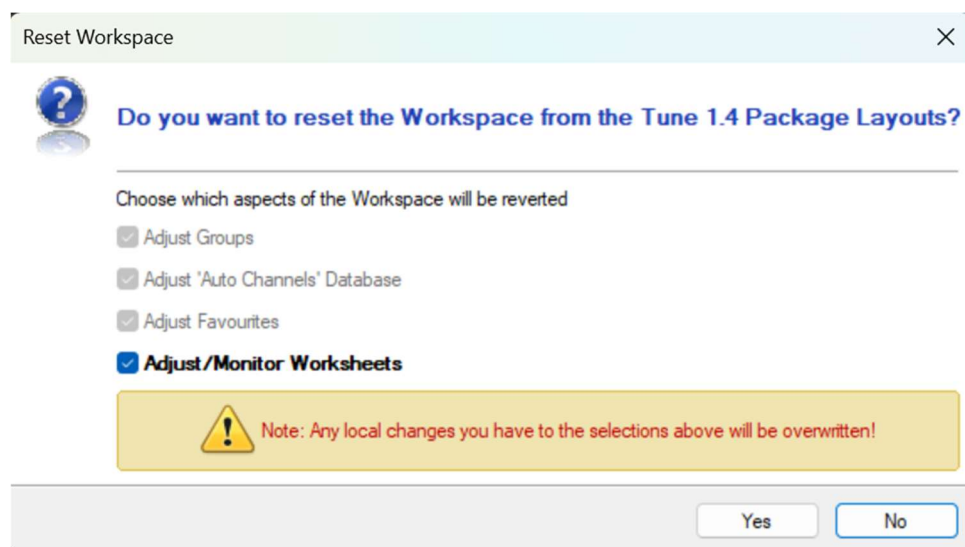 Reset Workspace
Do you want to reset the Workspace from the Tune 1.4 Package Layouts?
Choose which aspects of the Workspace will be reverted
Adjust Groups
Adjust 'Auto Channels' Database
Adjust Favourites
Adjust/Monitor Worksheets
Note: Any local changes you have to the selections above will be overwritten!
Yes No